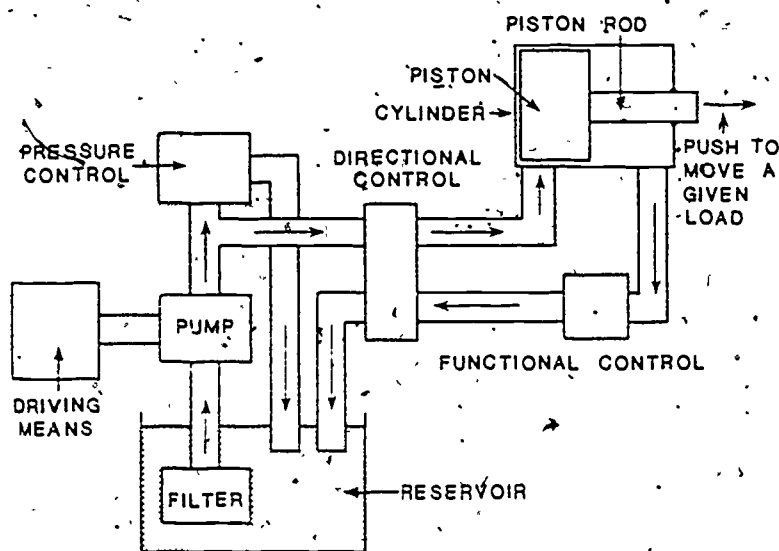 PISTON ROD
PISTON
CYLINDER
PUSH TO
MOVE A
GIVEN
LOAD
PRESSURE
CONTROL
DIRECTIONAL
CONTROL
PUMP
FUNCTIONAL CONTROL
DRIVING
MEANS
FILTER
RESERVOIR